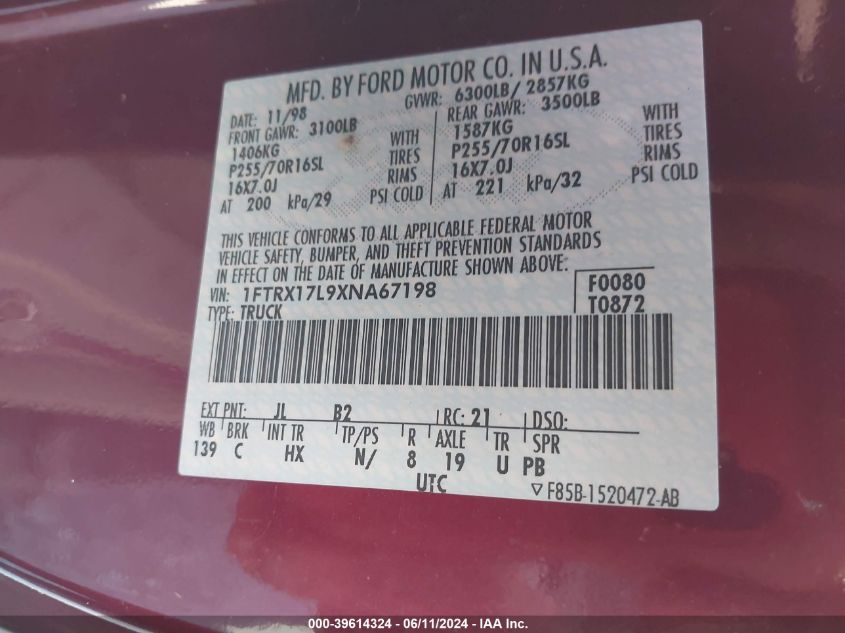 MFD. BY FORD MOTOR CO. IN U.S.A.
DATE: 11/98 GVWR: 6300LB/ 2857KG
FRONT GAWR: 3100LB REAR GAWR: 3500LB
1406KG WITH 1587KG WITH
P255/70R16SL TIRES P255/70R16SL TIRES
16X7.0J RIMS 16X7.0J RIMS
AT 200 kPa/29 PSI COLD AT 221 kPa/32 PSI COLD
THIS VEHICLE CONFORMS TO ALL APPLICABLE FEDERAL MOTOR
VEHICLE SAFETY, BUMPER, AND THEFT PREVENTION STANDARDS
IN EFFECT ON THE DATE OF MANUFACTURE SHOWN ABOVE.
VIN: 1FTRX17L9XNA67198 F0080
TYPE: TRUCK T0872
EXT PNT: JL B2 RC: 21 DSO:
WB BRK INT TR TP/PS R AXLE TR SPR
139 C HX N/ 8 19 U PB
UTC ▽ F85B-1520472-AB
000-39614324 - 06/11/2024 - IAA Inc.